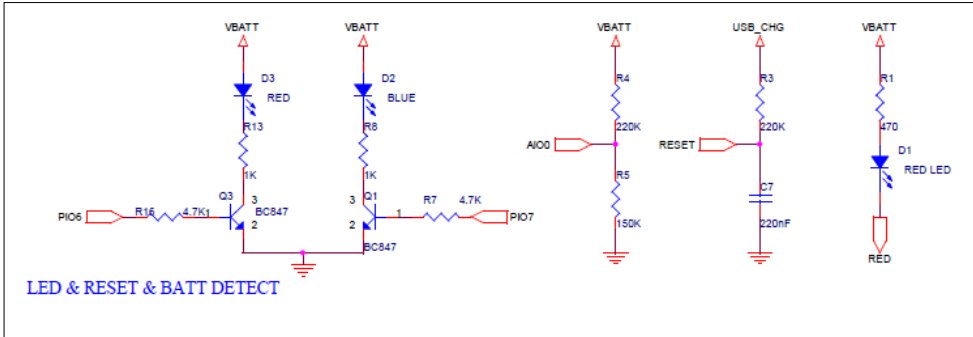 VBATT
VBATT
VBATT
USB_CHG
VBATT
D3
RED
D2
BLUE
R4
220K
R3
220K
R1
470
R13
1K
R8
1K
AIO0
RESET
D1
RED LED
R5
150K
C7
220nF
PIO6
R16
4.7K
1
Q3
3
2
BC847
Q1
3
2
BC847
1
R7
4.7K
PIO7
RED
LED & RESET & BATT DETECT